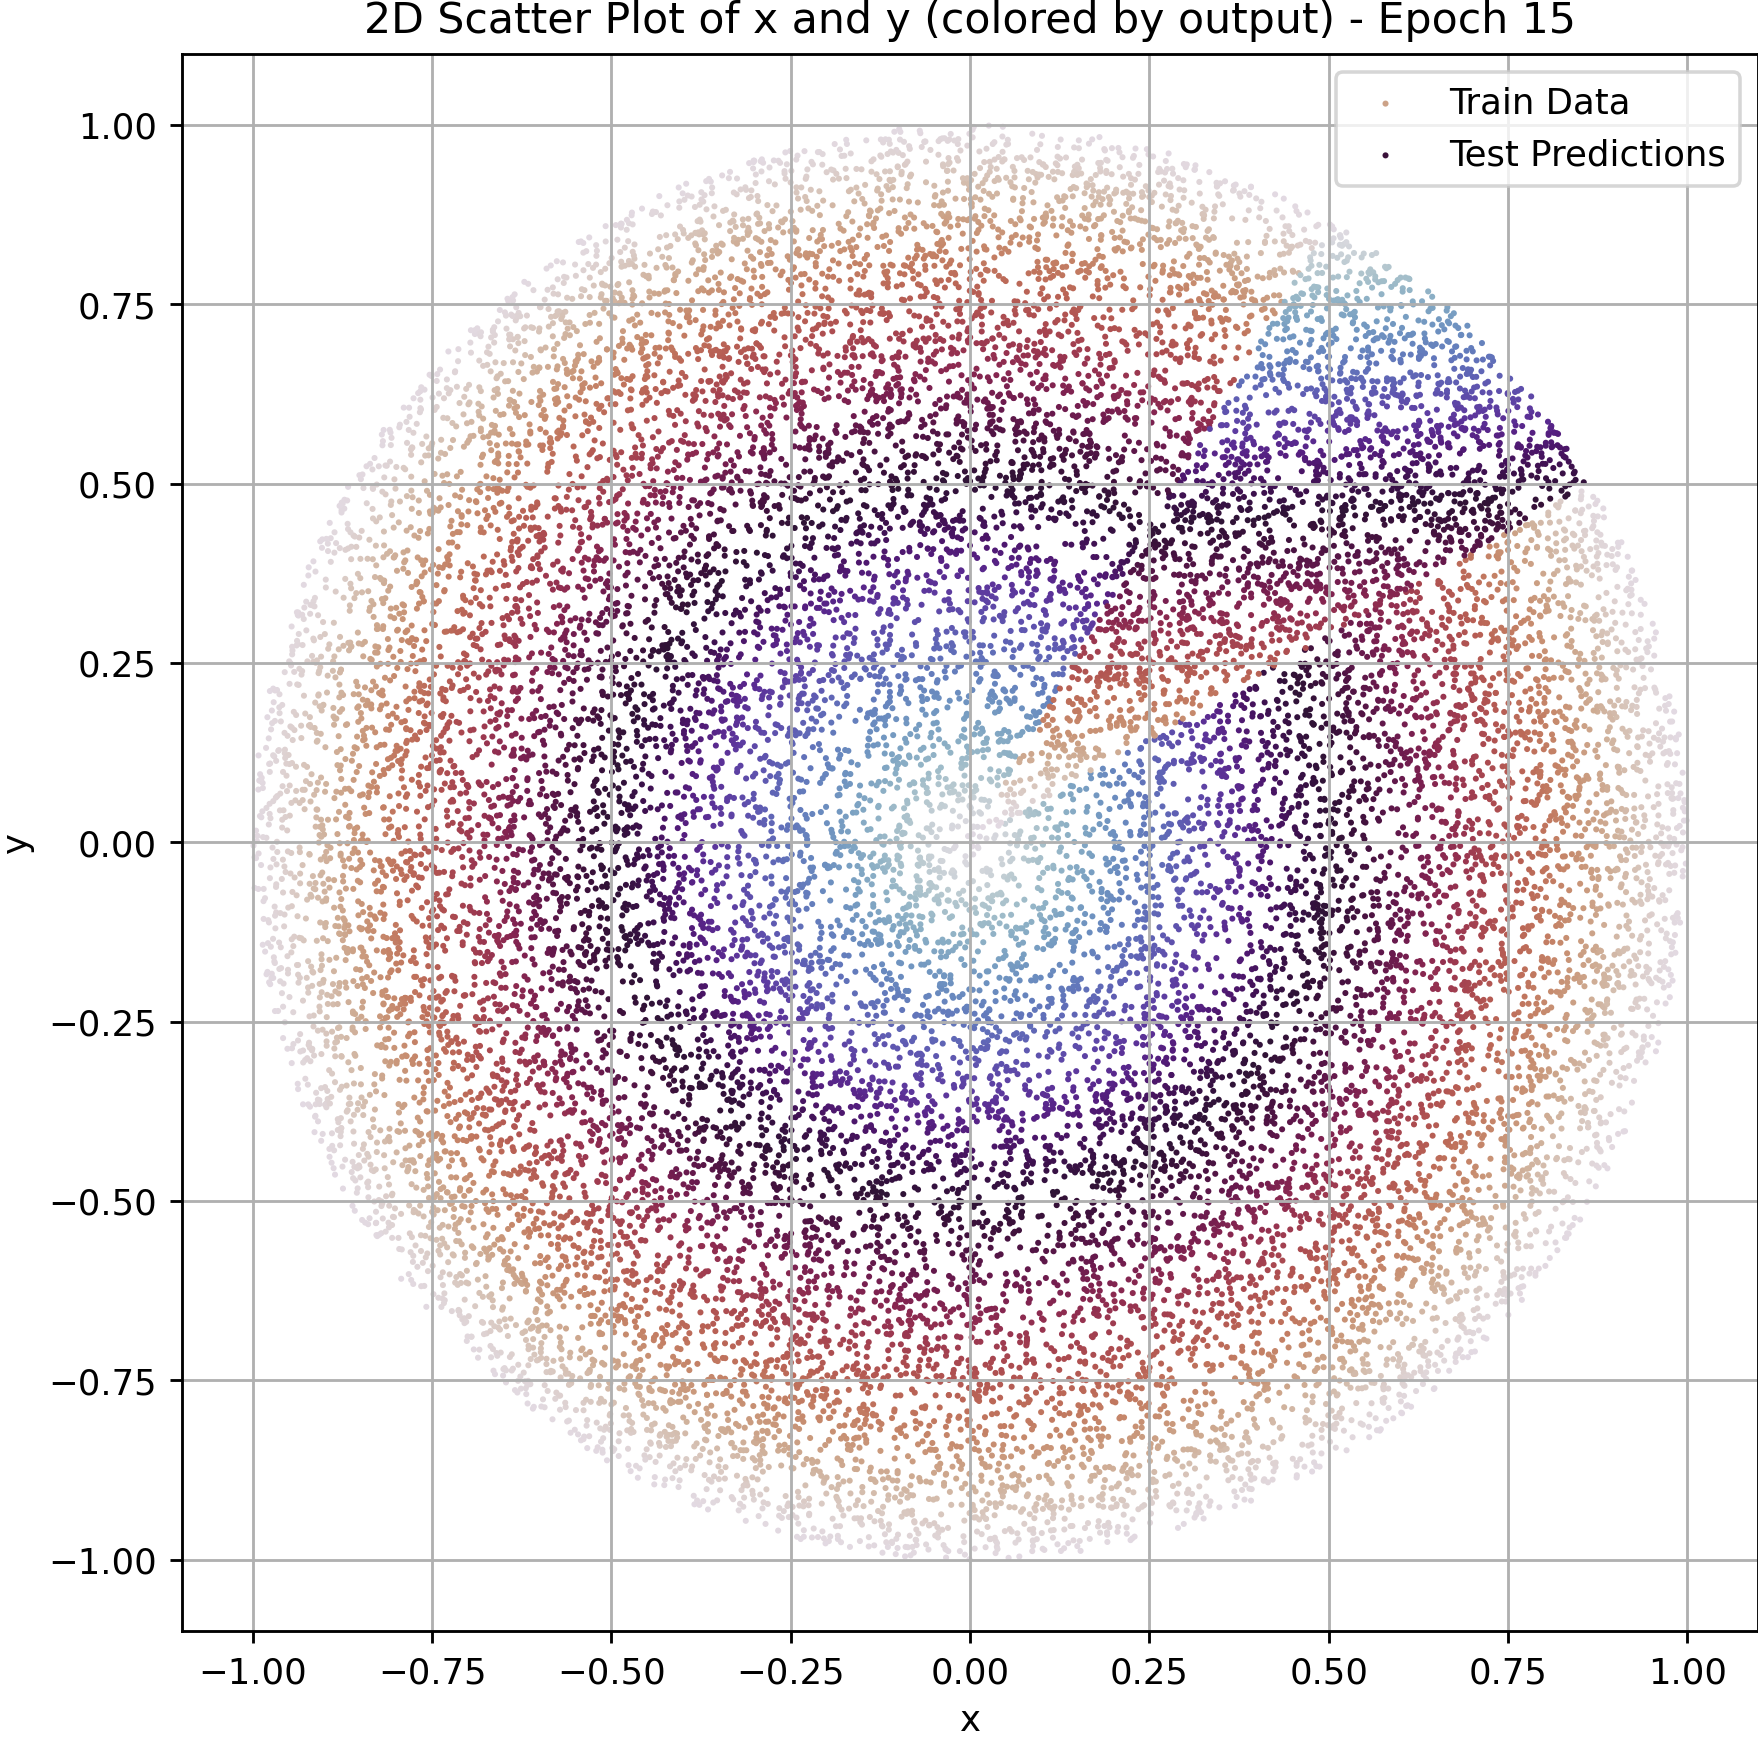 2D Scatter Plot of x and y (colored by output) - Epoch 15
Train Data
Test Predictions
1.00
0.75
0.50
0.25
0.00
−0.25
−0.50
−0.75
−1.00
y
−1.00 −0.75 −0.50 −0.25 0.00 0.25 0.50 0.75 1.00
x